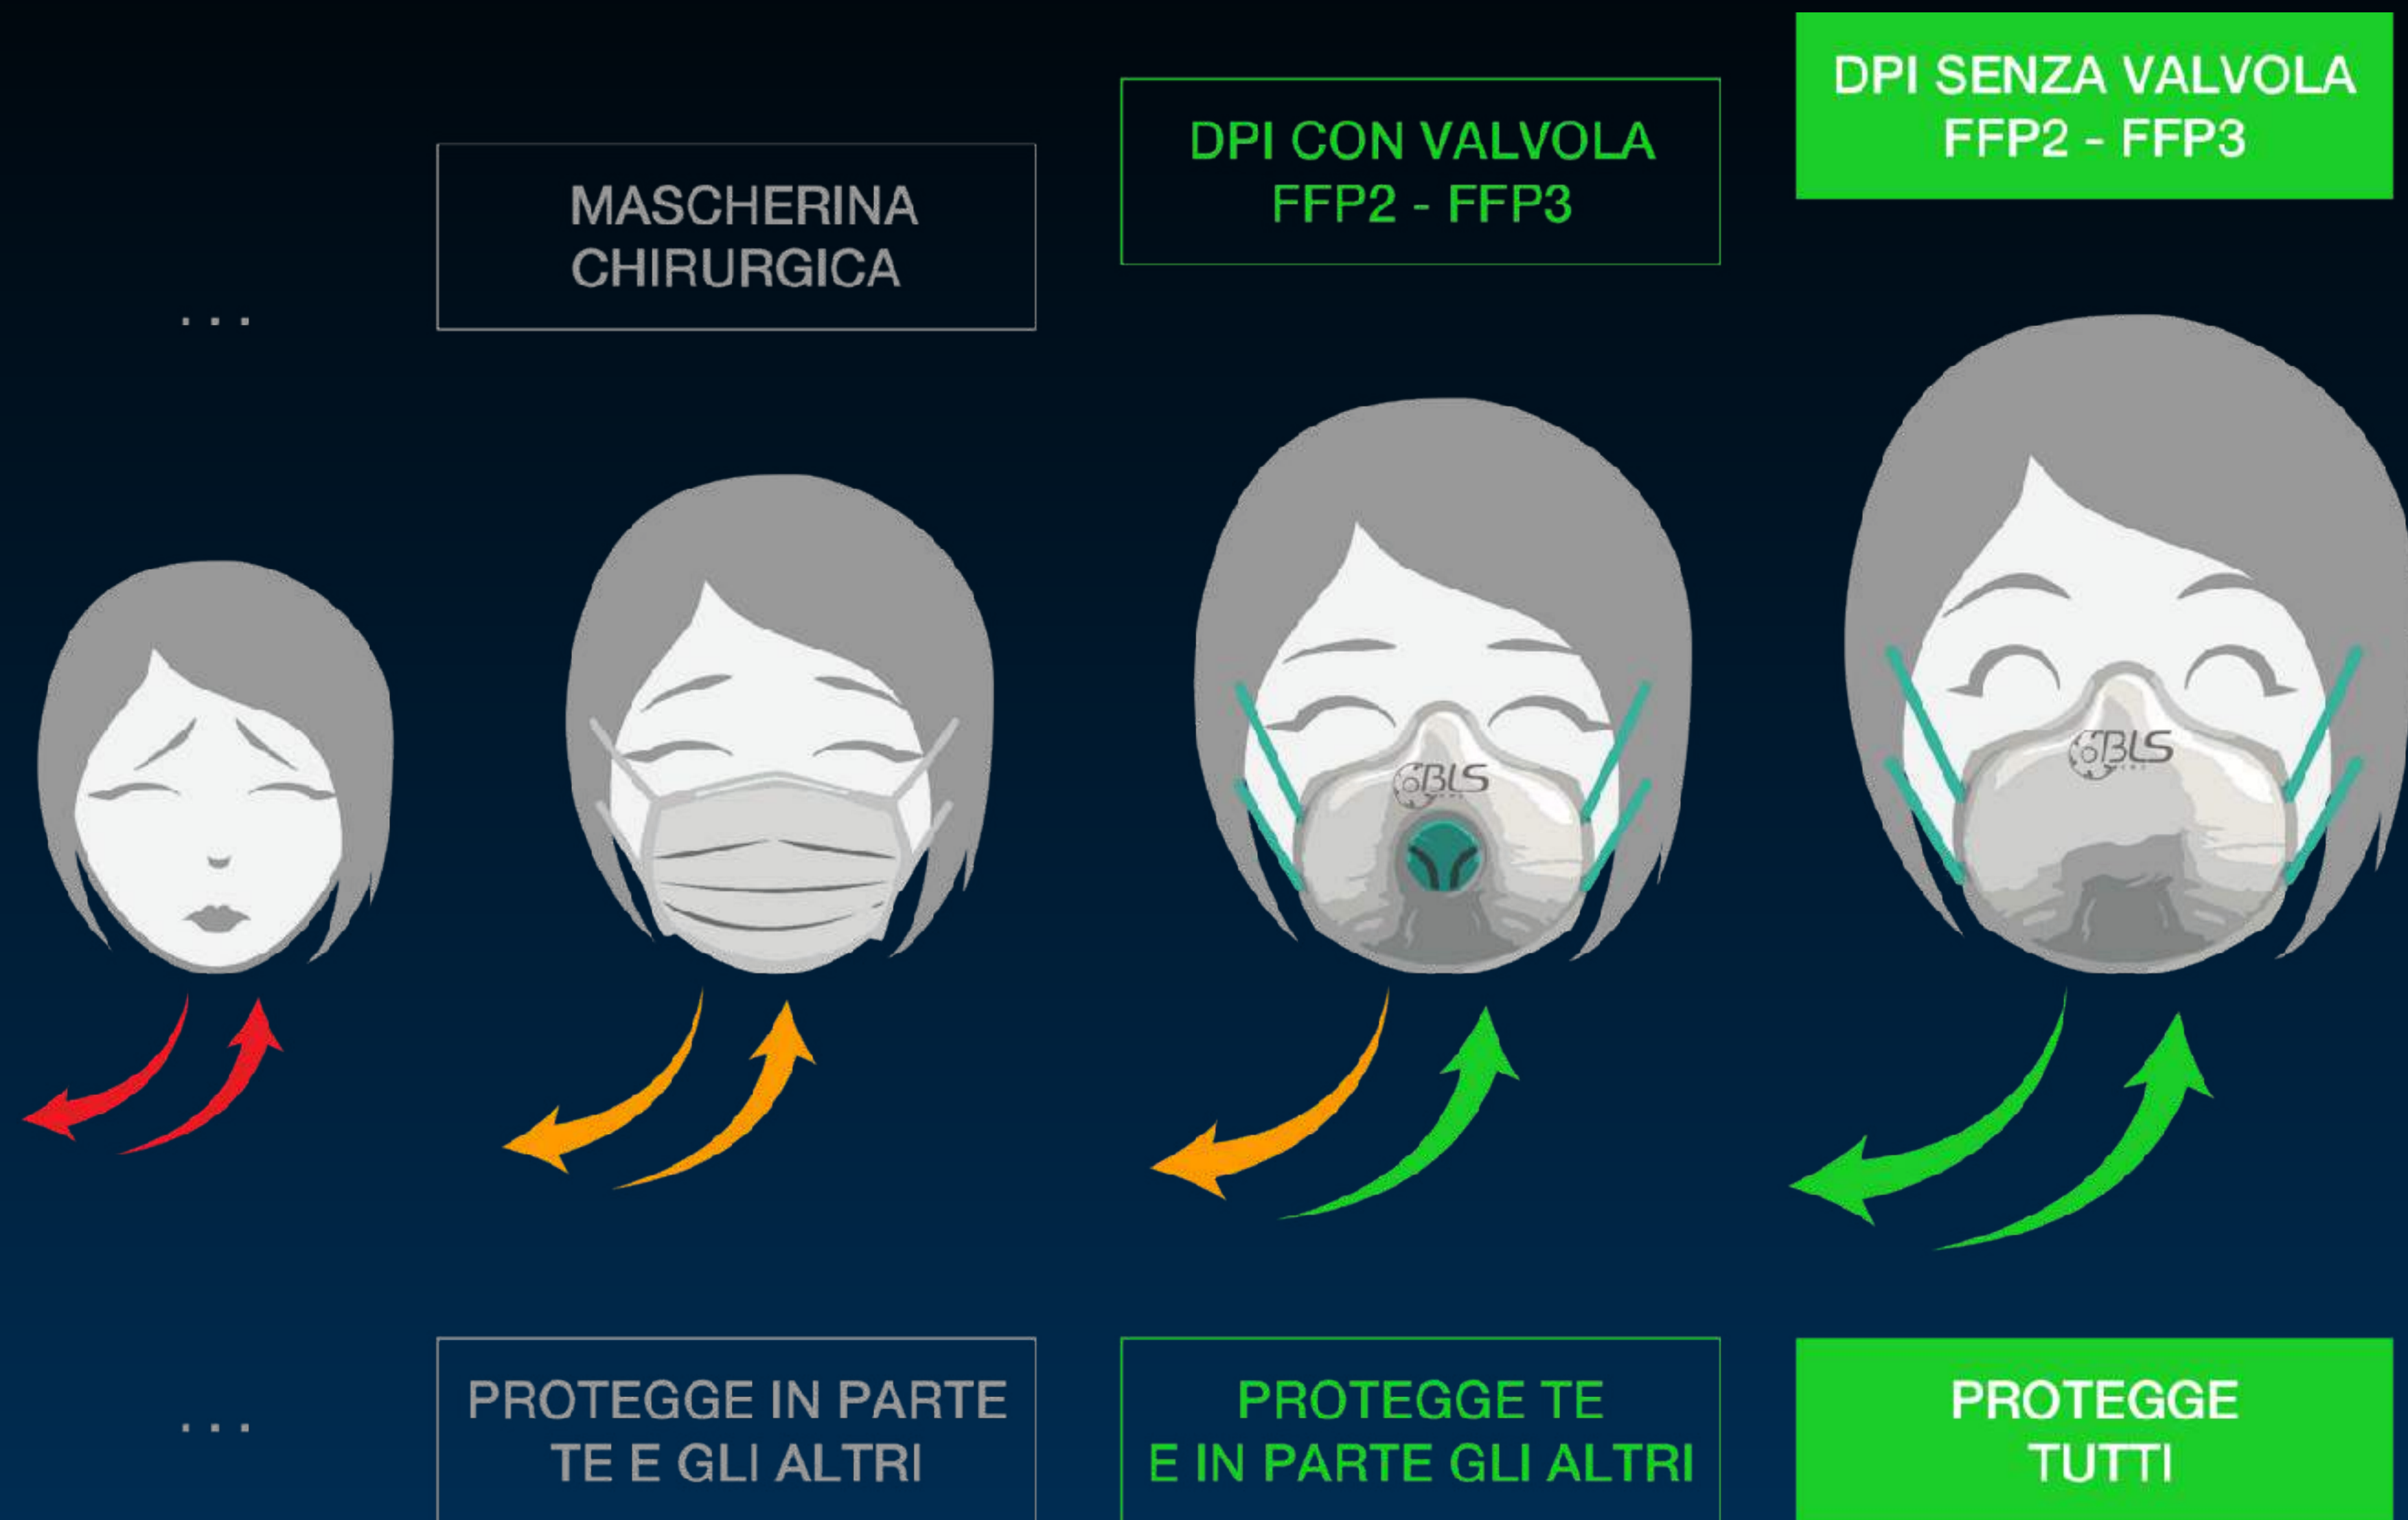 ...
MASCHERINA
CHIRURGICA
DPI CON VALVOLA
FFP2 - FFP3
DPI SENZA VALVOLA
FFP2 - FFP3
BLS
BLS
...
PROTEGGE IN PARTE
TE E GLI ALTRI
PROTEGGE TE
E IN PARTE GLI ALTRI
PROTEGGE
TUTTI